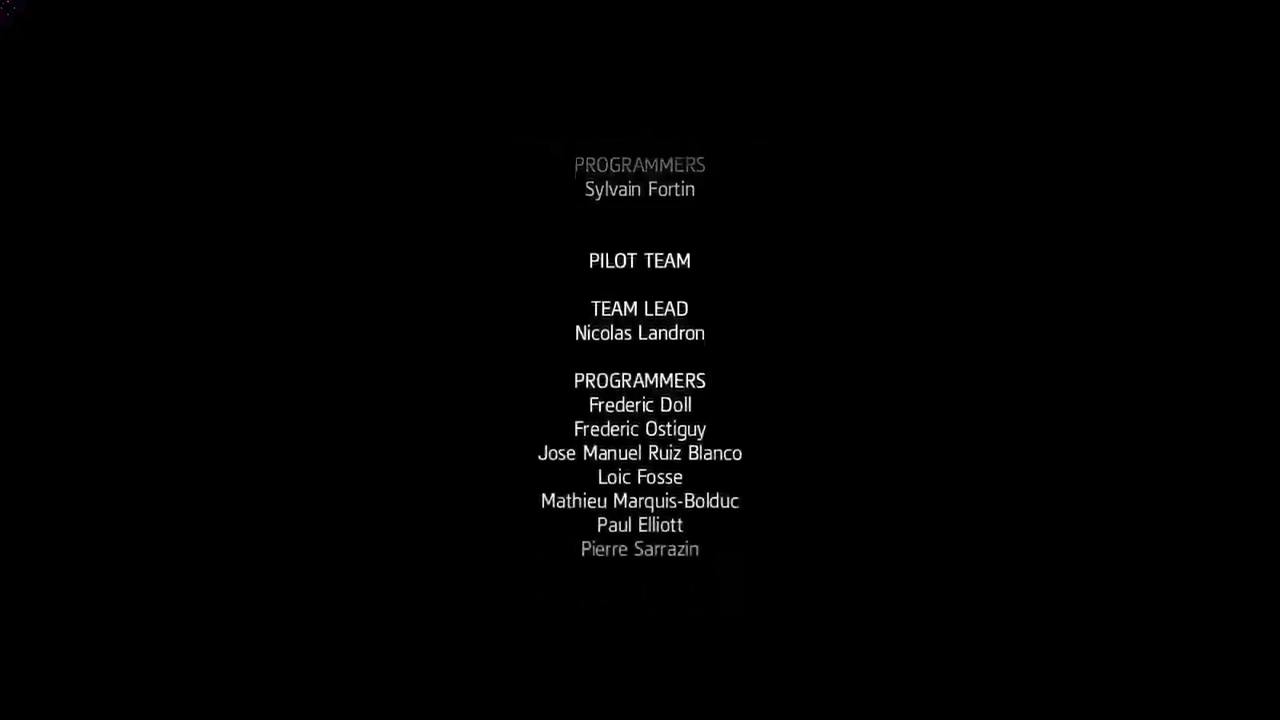 PROGRAMMERS
Sylvain Fortin
PILOT TEAM
TEAM LEAD
Nicolas Landron
PROGRAMMERS
Frederic Doll
Frederic Ostiguy
Jose Manuel Ruiz Blanco
Loic Fosse
Mathieu Marquis-Bolduc
Paul Elliott
Pierre Sarrazin